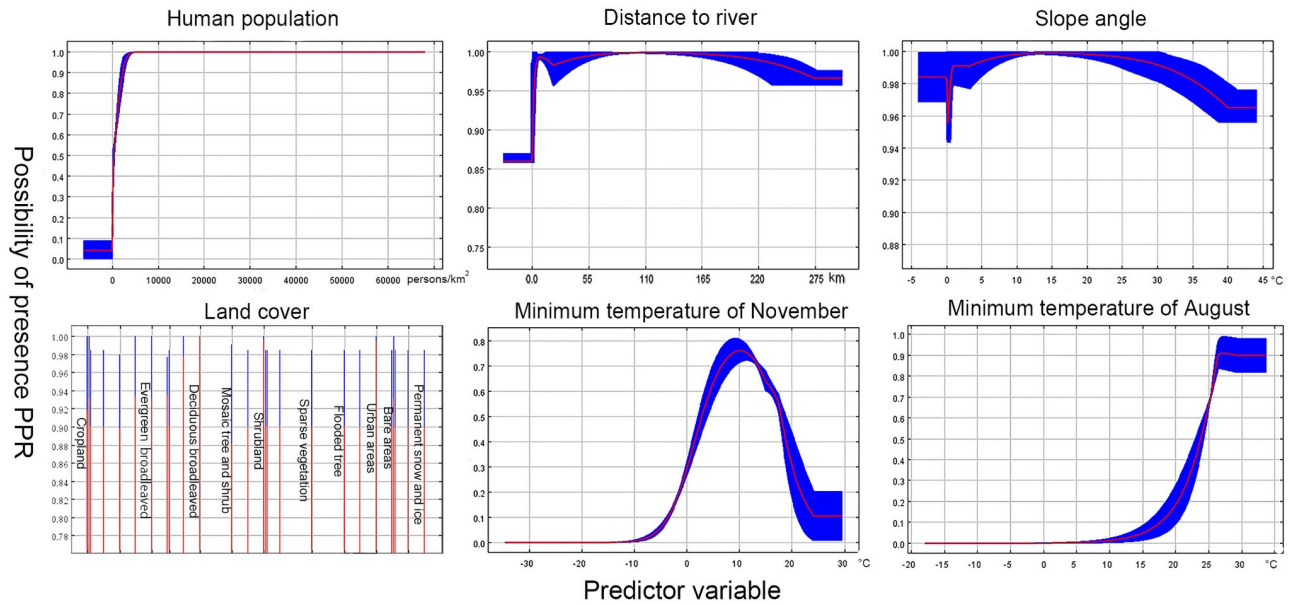 Human population
Distance to river
Slope angle
Possibility of presence PPR
1.0
0.9
0.8
0.7
0.6
0.5
0.4
0.3
0.2
0.1
0.0
0 10000 20000 30000 40000 50000 60000 persons/km2
1.00
0.95
0.90
0.85
0.80
0.75
0.0 55 110 165 220 275 km
1.00
0.98
0.96
0.94
0.92
0.90
0.88
-5 0 5 10 15 20 25 30 35 40 45 °C
Land cover
Minimum temperature of November
Minimum temperature of August
1.00
0.98
0.96
0.94
0.92
0.90
0.88
0.86
0.84
0.82
0.80
0.78
Cropland
Evergreen broadleaved
Deciduous broadleaved
Mosaic tree and shrub
Shrubland
Sparse vegetation
Flooded tree
Urban areas
Bare areas
Permanent snow and ice
0.8
0.7
0.6
0.5
0.4
0.3
0.2
0.1
0.0
-30 -20 -10 0 10 20 30 °C
1.0
0.9
0.8
0.7
0.6
0.5
0.4
0.3
0.2
0.1
0.0
-20 -15 -10 -5 0 5 10 15 20 25 30 °C
Predictor variable